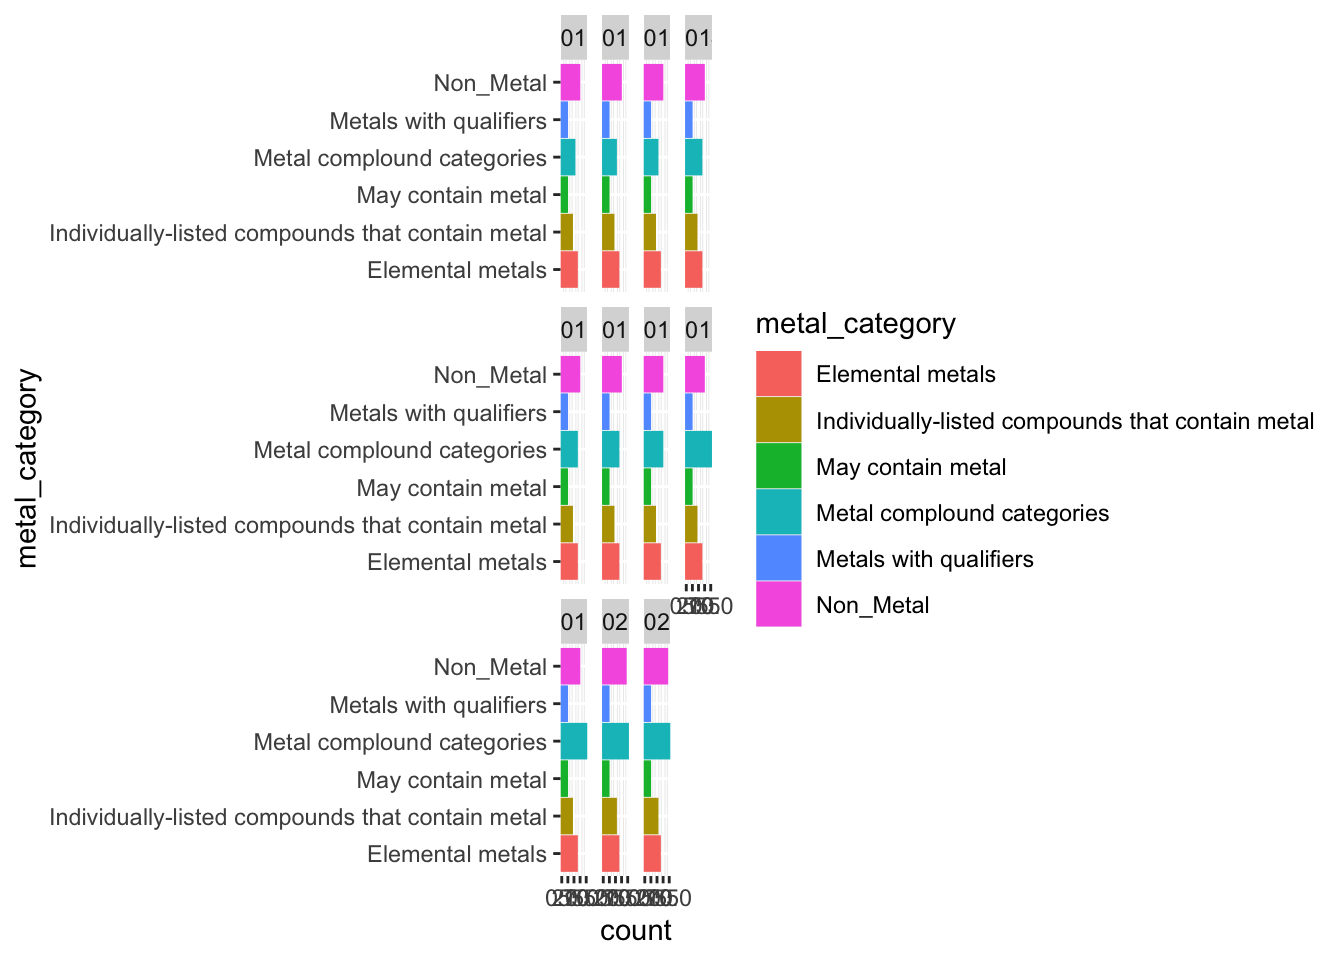 01 01 01 01
Non_Metal
Metals with qualifiers
Metal complound categories
May contain metal
Individually-listed compounds that contain metal
Elemental metals
01 01 01 01
Non_Metal
Metals with qualifiers
Metal complound categories
May contain metal
Individually-listed compounds that contain metal
Elemental metals
01 02 02
Non_Metal
Metals with qualifiers
Metal complound categories
May contain metal
Individually-listed compounds that contain metal
Elemental metals
count
metal_category
metal_category
Elemental metals
Individually-listed compounds that contain metal
May contain metal
Metal complound categories
Metals with qualifiers
Non_Metal